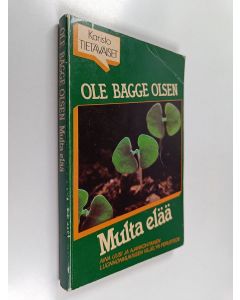 Karisto
TIETÄVÄISET
OLE BAGGE OLSEN
Multa elää
OLE BAGGE OLSEN Multa elää